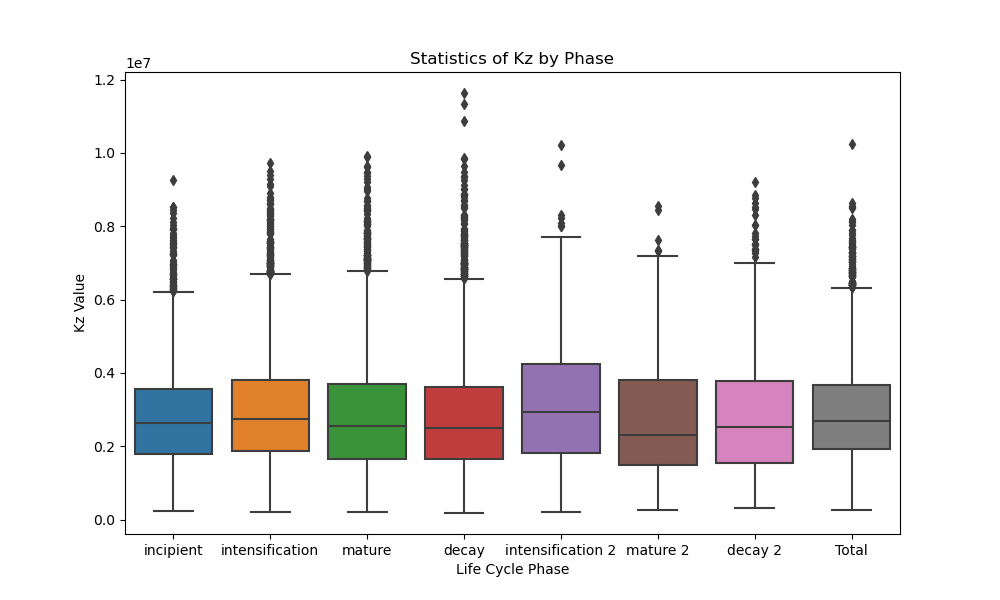 Statistics of Kz by Phase
1e7
1.2
1.0
0.8
0.6
0.4
0.2
0.0
Kz Value
incipient intensification mature decay intensification 2 mature 2 decay 2 Total
Life Cycle Phase